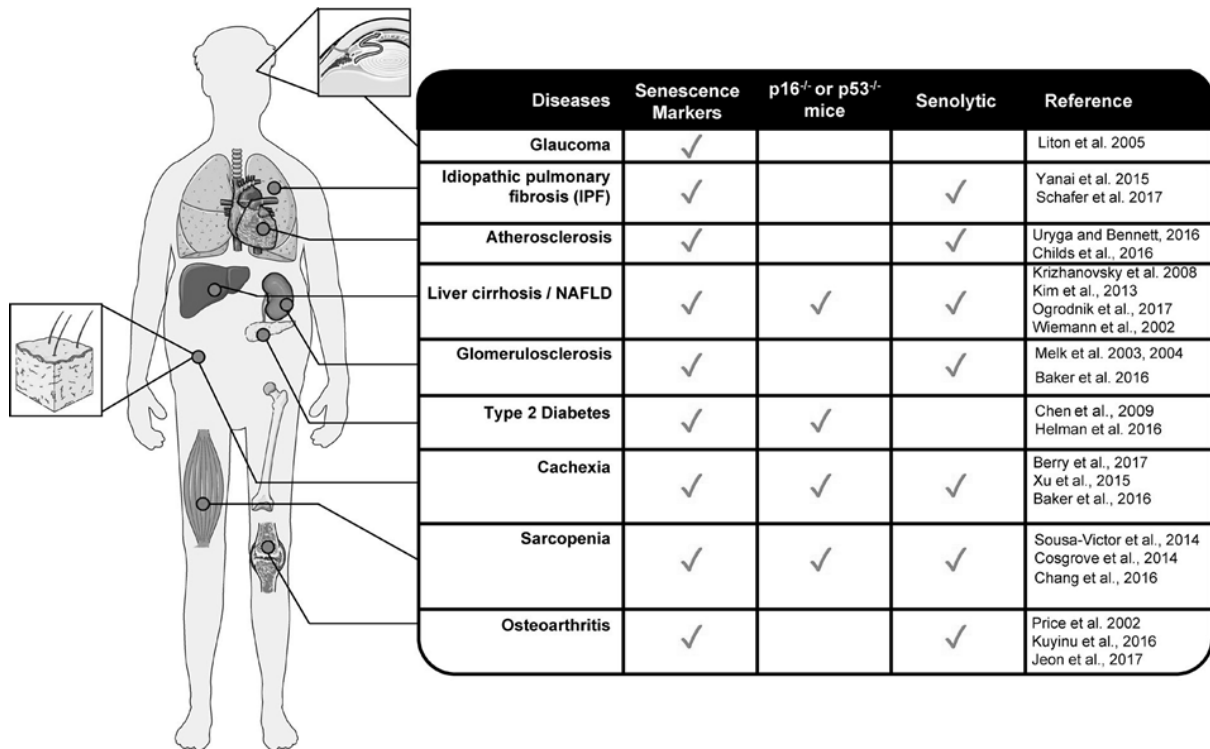 Diseases
Senescence
Markers
p16-/- or p53-/-
mice
Senolytic
Reference
Glaucoma
Liton et al. 2005
Idiopathic pulmonary
fibrosis (IPF)
Yanai et al. 2015
Schafer et al. 2017
Atherosclerosis
Uryga and Bennett, 2016
Childs et al., 2016
Liver cirrhosis / NAFLD
Krizhanovsky et al. 2008
Kim et al., 2013
Ogrodnik et al., 2017
Wiemann et al., 2002
Glomerulosclerosis
Melk et al. 2003, 2004
Baker et al. 2016
Type 2 Diabetes
Chen et al., 2009
Helman et al. 2016
Cachexia
Berry et al., 2017
Xu et al., 2015
Baker et al., 2016
Sarcopenia
Sousa-Victor et al., 2014
Cosgrove et al., 2014
Chang et al., 2016
Osteoarthritis
Price et al. 2002
Kuyinu et al., 2016
Jeon et al., 2017